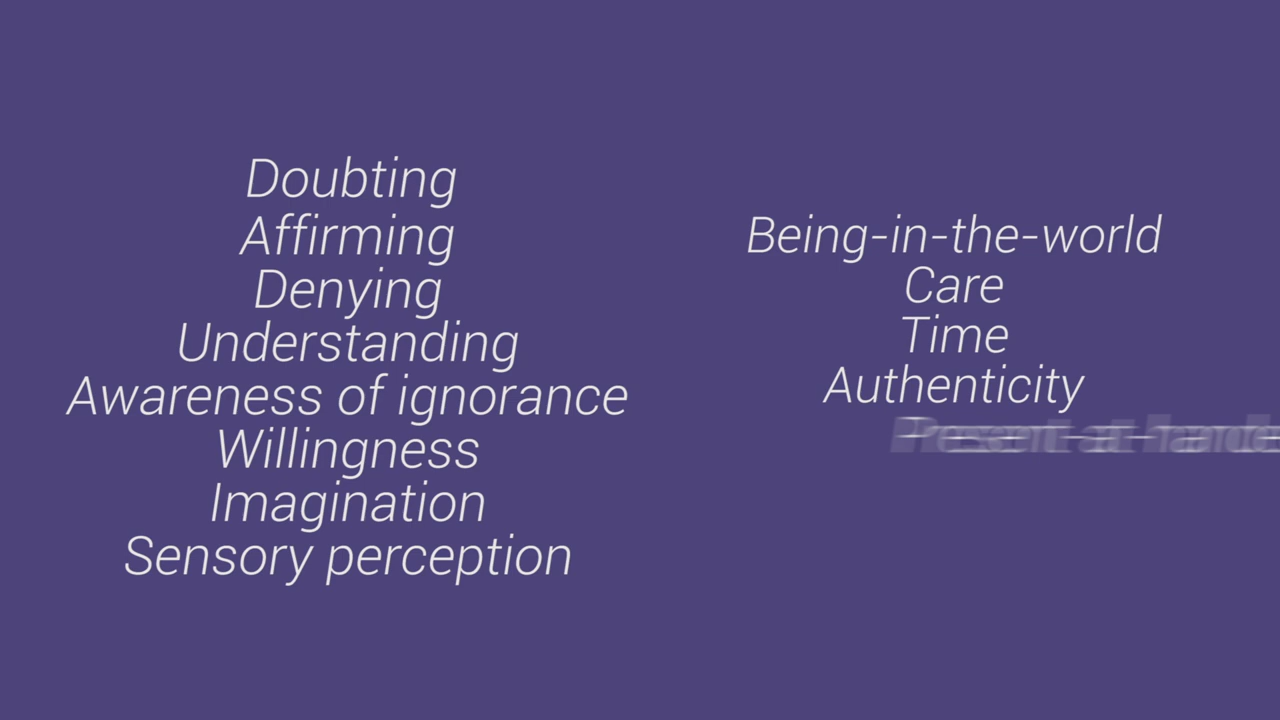 Doubting
Affirming
Denying
Understanding
Awareness of ignorance
Willingness
Imagination
Sensory perception
Being-in-the-world
Care
Time
Authenticity